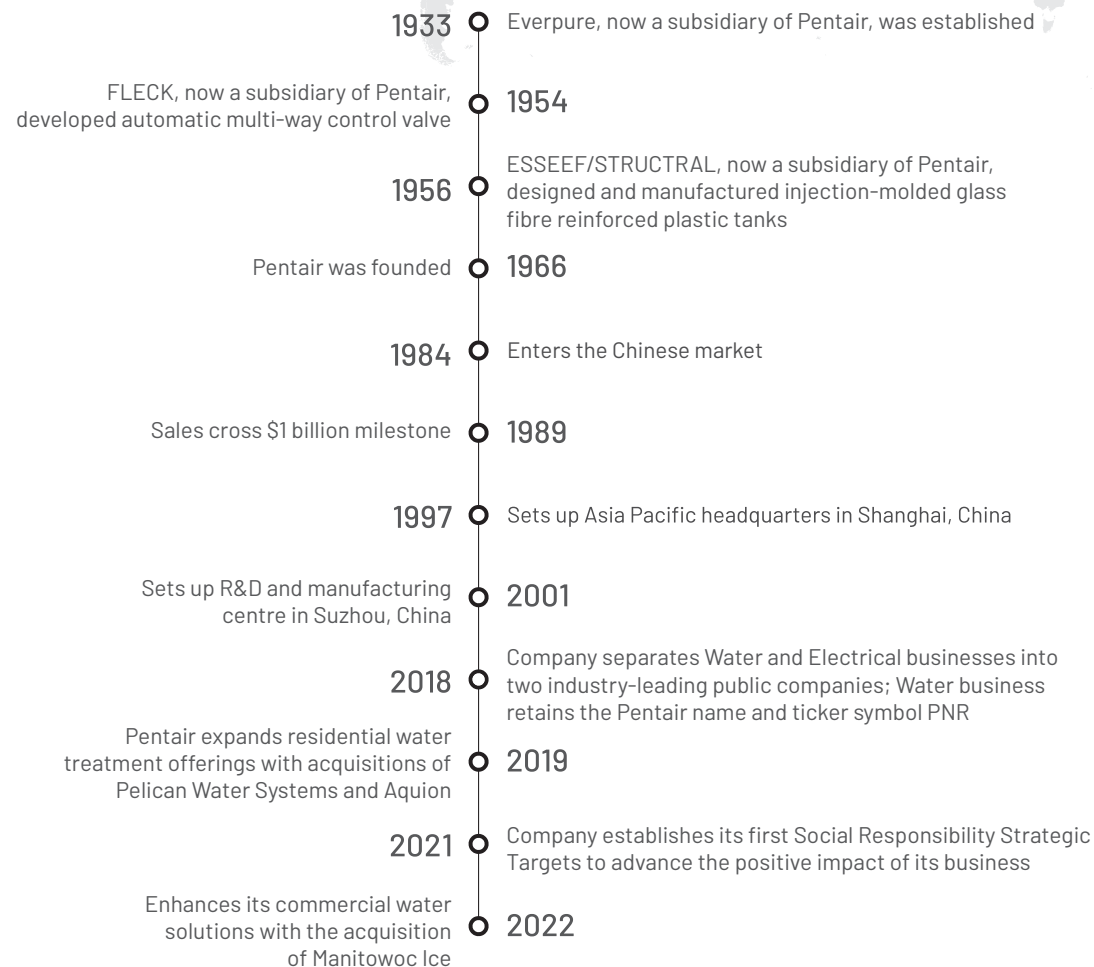 1933
Everpure, now a subsidiary of Pentair, was established
FLECK, now a subsidiary of Pentair,
developed automatic multi-way control valve
1954
1956
ESSEEF/STRUCTRAL, now a subsidiary of Pentair,
designed and manufactured injection-molded glass
fibre reinforced plastic tanks
Pentair was founded
1966
1984
Enters the Chinese market
Sales cross $1 billion milestone
1989
1997
Sets up Asia Pacific headquarters in Shanghai, China
Sets up R&D and manufacturing
centre in Suzhou, China
2001
2018
Company separates Water and Electrical businesses into
two industry-leading public companies; Water business
retains the Pentair name and ticker symbol PNR
Pentair expands residential water
treatment offerings with acquisitions of
Pelican Water Systems and Aquion
2019
2021
Company establishes its first Social Responsibility Strategic
Targets to advance the positive impact of its business
Enhances its commercial water
solutions with the acquisition
of Manitowoc Ice
2022